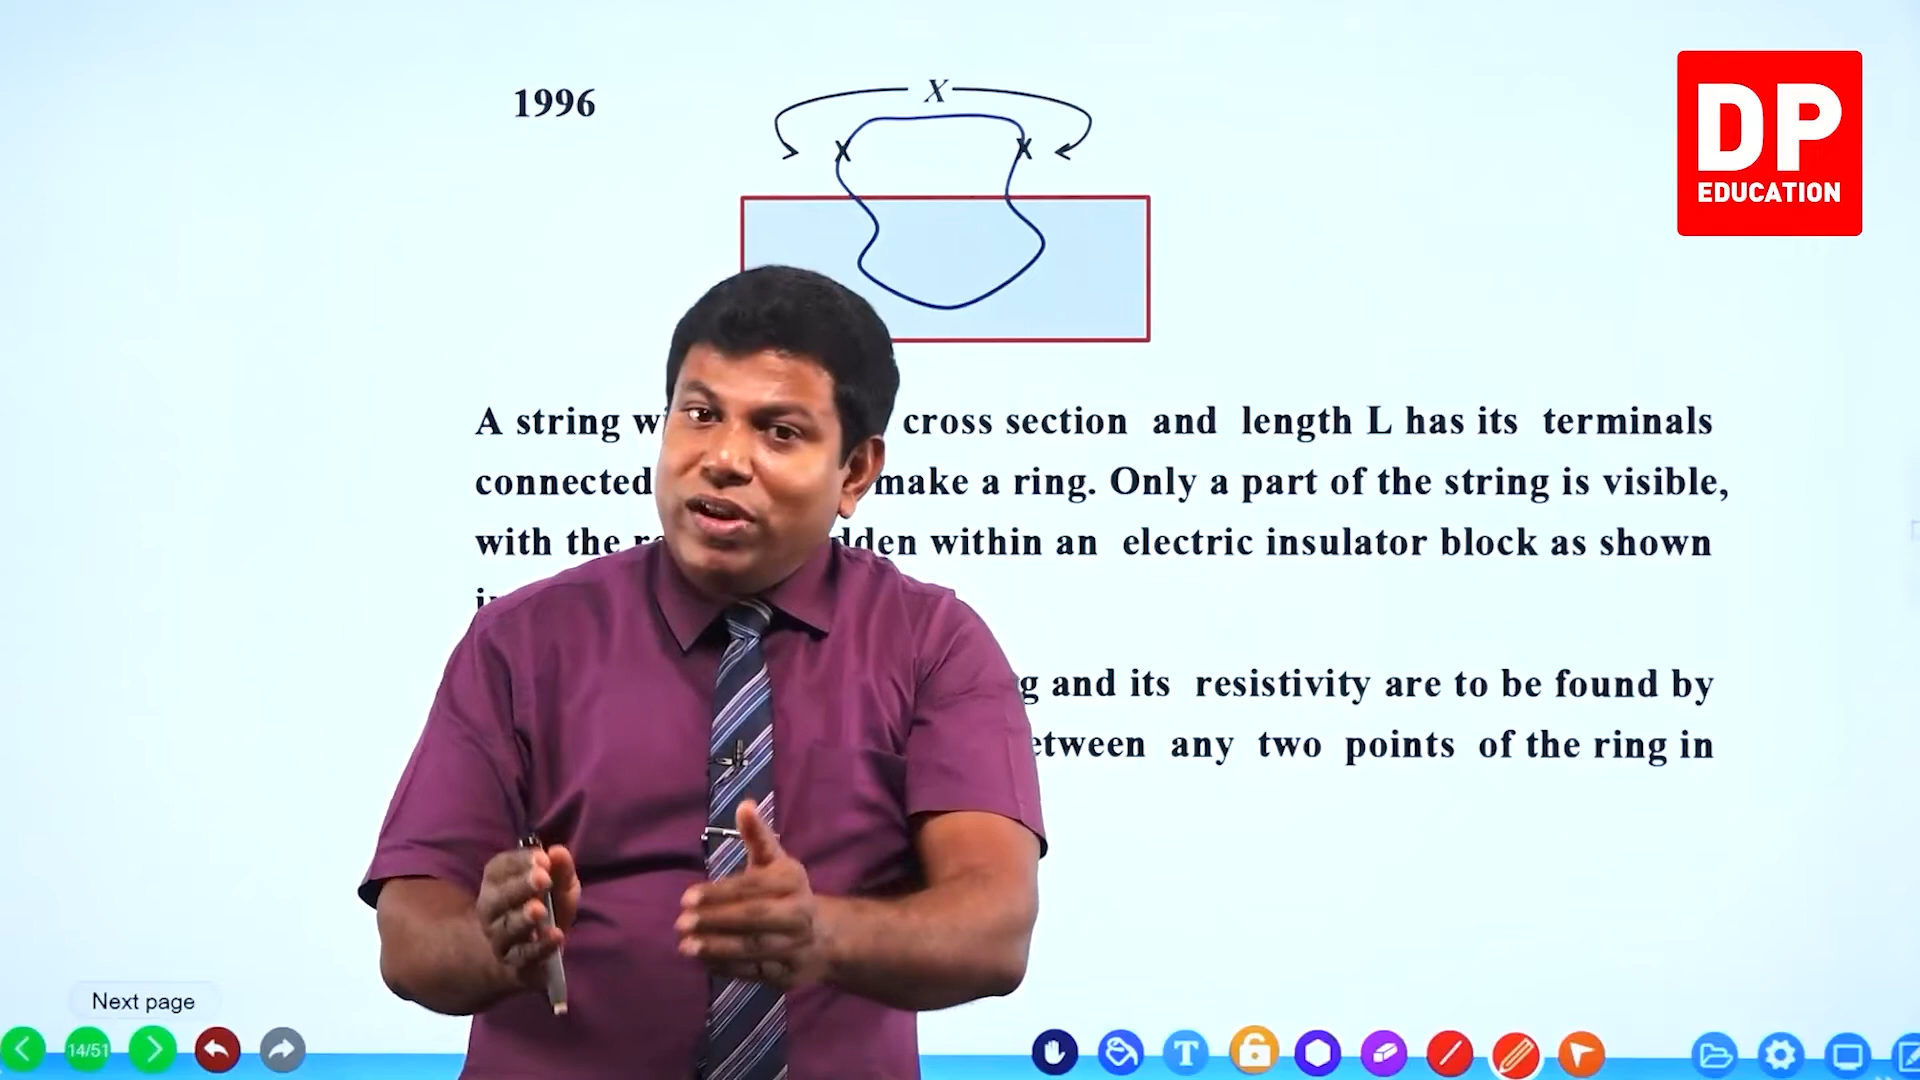 1996
X
DP
EDUCATION
A string cross section and length L has its terminals
connected make a ring. Only a part of the string is visible,
with the within an electric insulator block as shown
and its resistivity are to be found by
any two points of the ring in
Next page
14/51
T